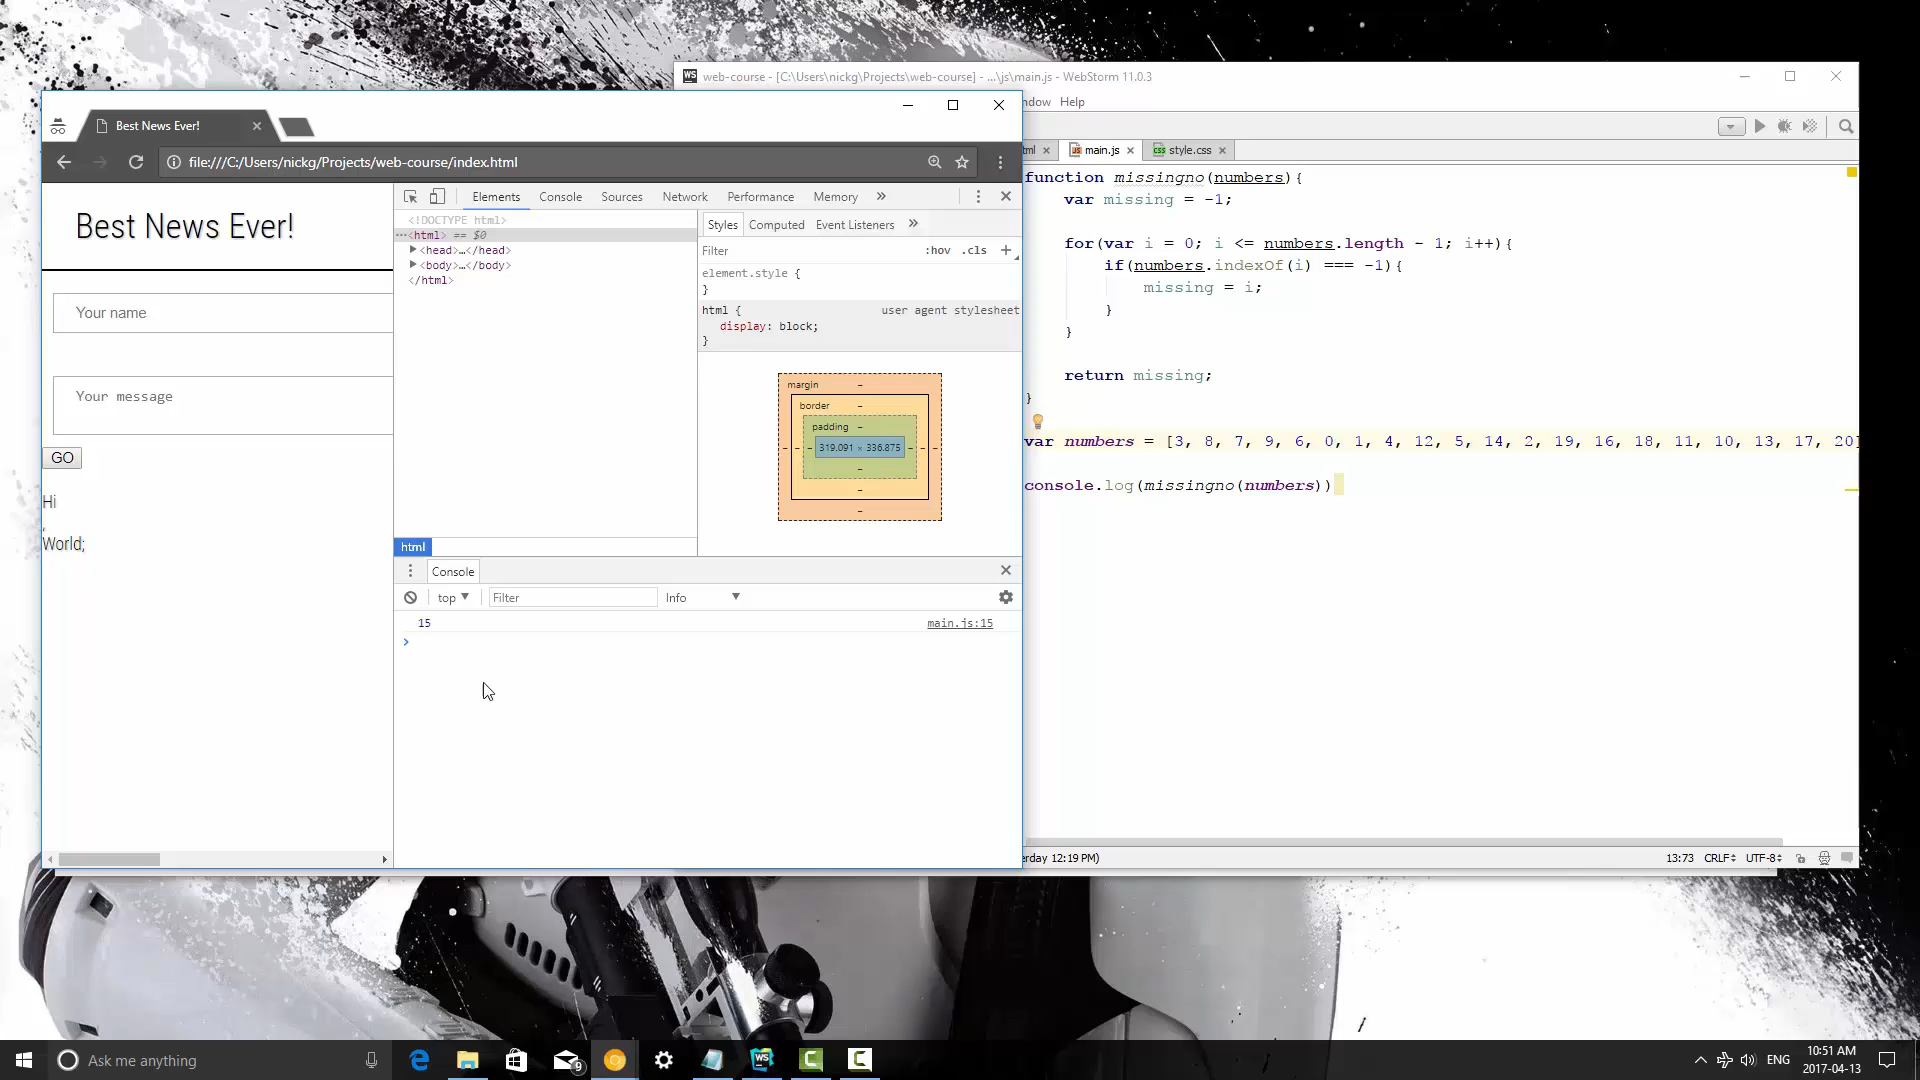 web-course - [C:\Users\nickg\Projects\web-course] - ...\js\main.js - WebStorm 11.0.3
Help
main.js
style.css
Best News Ever!
file:///C:/Users/nickg/Projects/web-course/index.html
Best News Ever!
Your name
Your message
GO
Hi
,
World;
Elements Console Sources Network Performance Memory »
<!DOCTYPE html>
···<html> == $0
<head>…</head>
<body>…</body>
</html>
html
Styles Computed Event Listeners »
Filter :hov .cls +
element.style {
}
html { user agent stylesheet
display: block;
}
margin –
border –
padding –
– – – 319.091 × 336.875 – – –
–
–
–
Console
top Filter Info
15 main.js:15
>
function missingno(numbers){
var missing = -1;
for(var i = 0; i <= numbers.length - 1; i++){
if(numbers.indexOf(i) === -1){
missing = i;
}
}
return missing;
}
var numbers = [3, 8, 7, 9, 6, 0, 1, 4, 12, 5, 14, 2, 19, 16, 18, 11, 10, 13, 17, 20]
console.log(missingno(numbers))
12:19 PM)
13:73 CRLF UTF-8
Ask me anything
9
WS
ENG
10:51 AM
2017-04-13